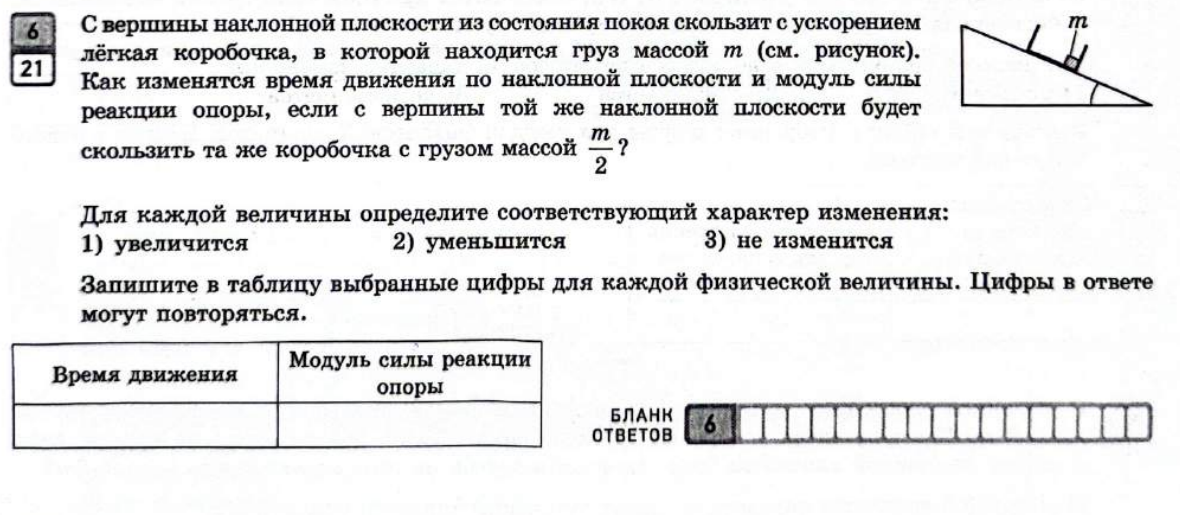 6
21
С вершины наклонной плоскости из состояния покоя скользит с ускорением
лёгкая коробочка, в которой находится груз массой m (см. рисунок).
Как изменятся время движения по наклонной плоскости и модуль силы
реакции опоры, если с вершины той же наклонной плоскости будет
скользить та же коробочка с грузом массой m/2 ?
m
Для каждой величины определите соответствующий характер изменения:
1) увеличится 2) уменьшится 3) не изменится
Запишите в таблицу выбранные цифры для каждой физической величины. Цифры в ответе
могут повторяться.
Время движения
Модуль силы реакции
опоры
БЛАНК
ОТВЕТОВ
6